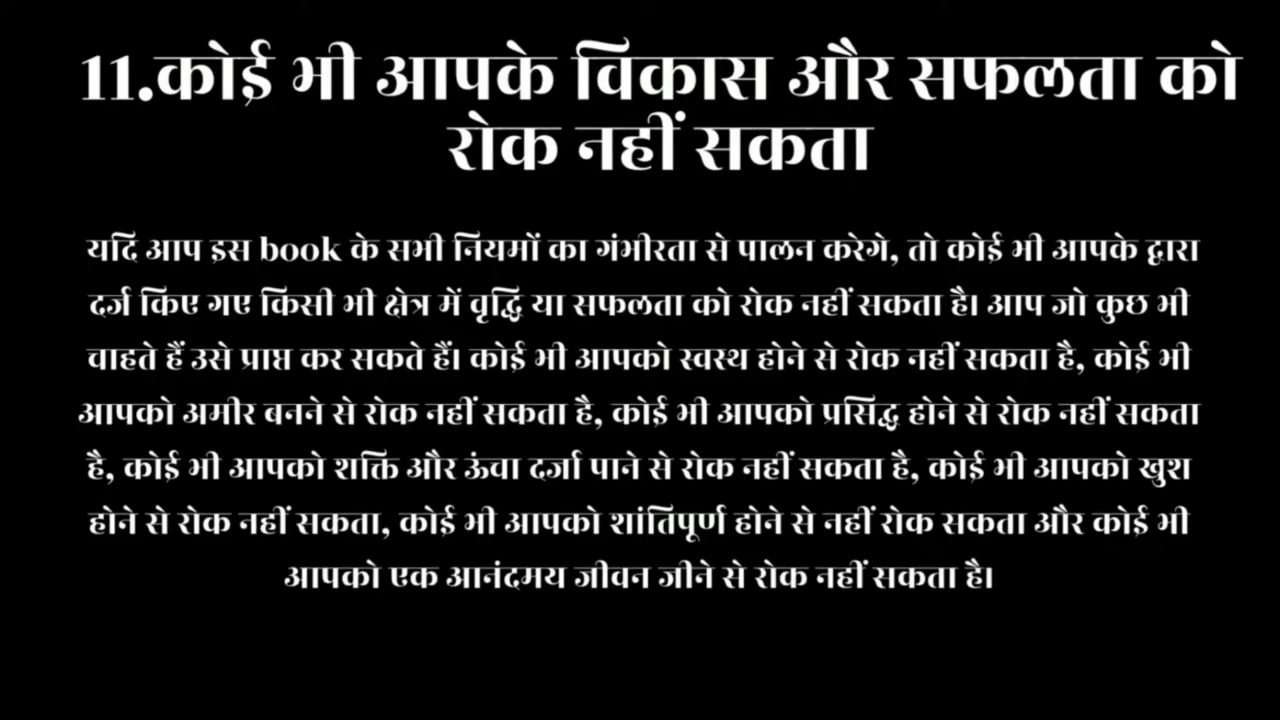 11.कोई भी आपके विकास और सफलता को
रोक नहीं सकता
यदि आप इस book के सभी नियमों का गंभीरता से पालन करेगे, तो कोई भी आपके द्वारा
दर्ज किए गए किसी भी क्षेत्र में वृद्धि या सफलता को रोक नहीं सकता है। आप जो कुछ भी
चाहते हैं उसे प्राप्त कर सकते हैं। कोई भी आपको स्वस्थ होने से रोक नहीं सकता है, कोई भी
आपको अमीर बनने से रोक नहीं सकता है, कोई भी आपको प्रसिद्ध होने से रोक नहीं सकता
है, कोई भी आपको शक्ति और ऊंवा दर्जा पाने से रोक नहीं सकता है, कोई भी आपको खुश
होने से रोक नहीं सकता, कोई भी आपको शांतिपूर्ण होने से नहीं रोक सकता और कोई भी
आपको एक आनंदमय जीवन जीने से रोक नहीं सकता है।